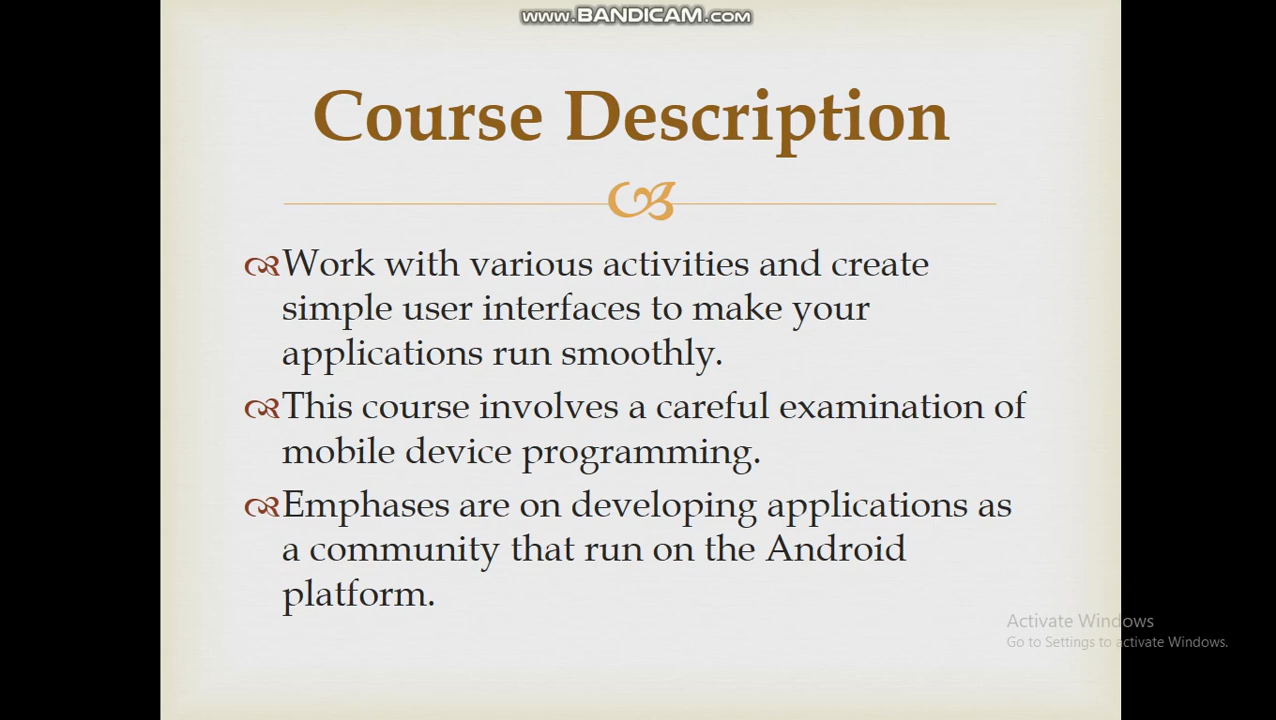 www.BANDICAM.com
Course Description
Work with various activities and create
simple user interfaces to make your
applications run smoothly.
This course involves a careful examination of
mobile device programming.
Emphases are on developing applications as
a community that run on the Android
platform.
Activate Windows
Go to Settings to activate Windows.